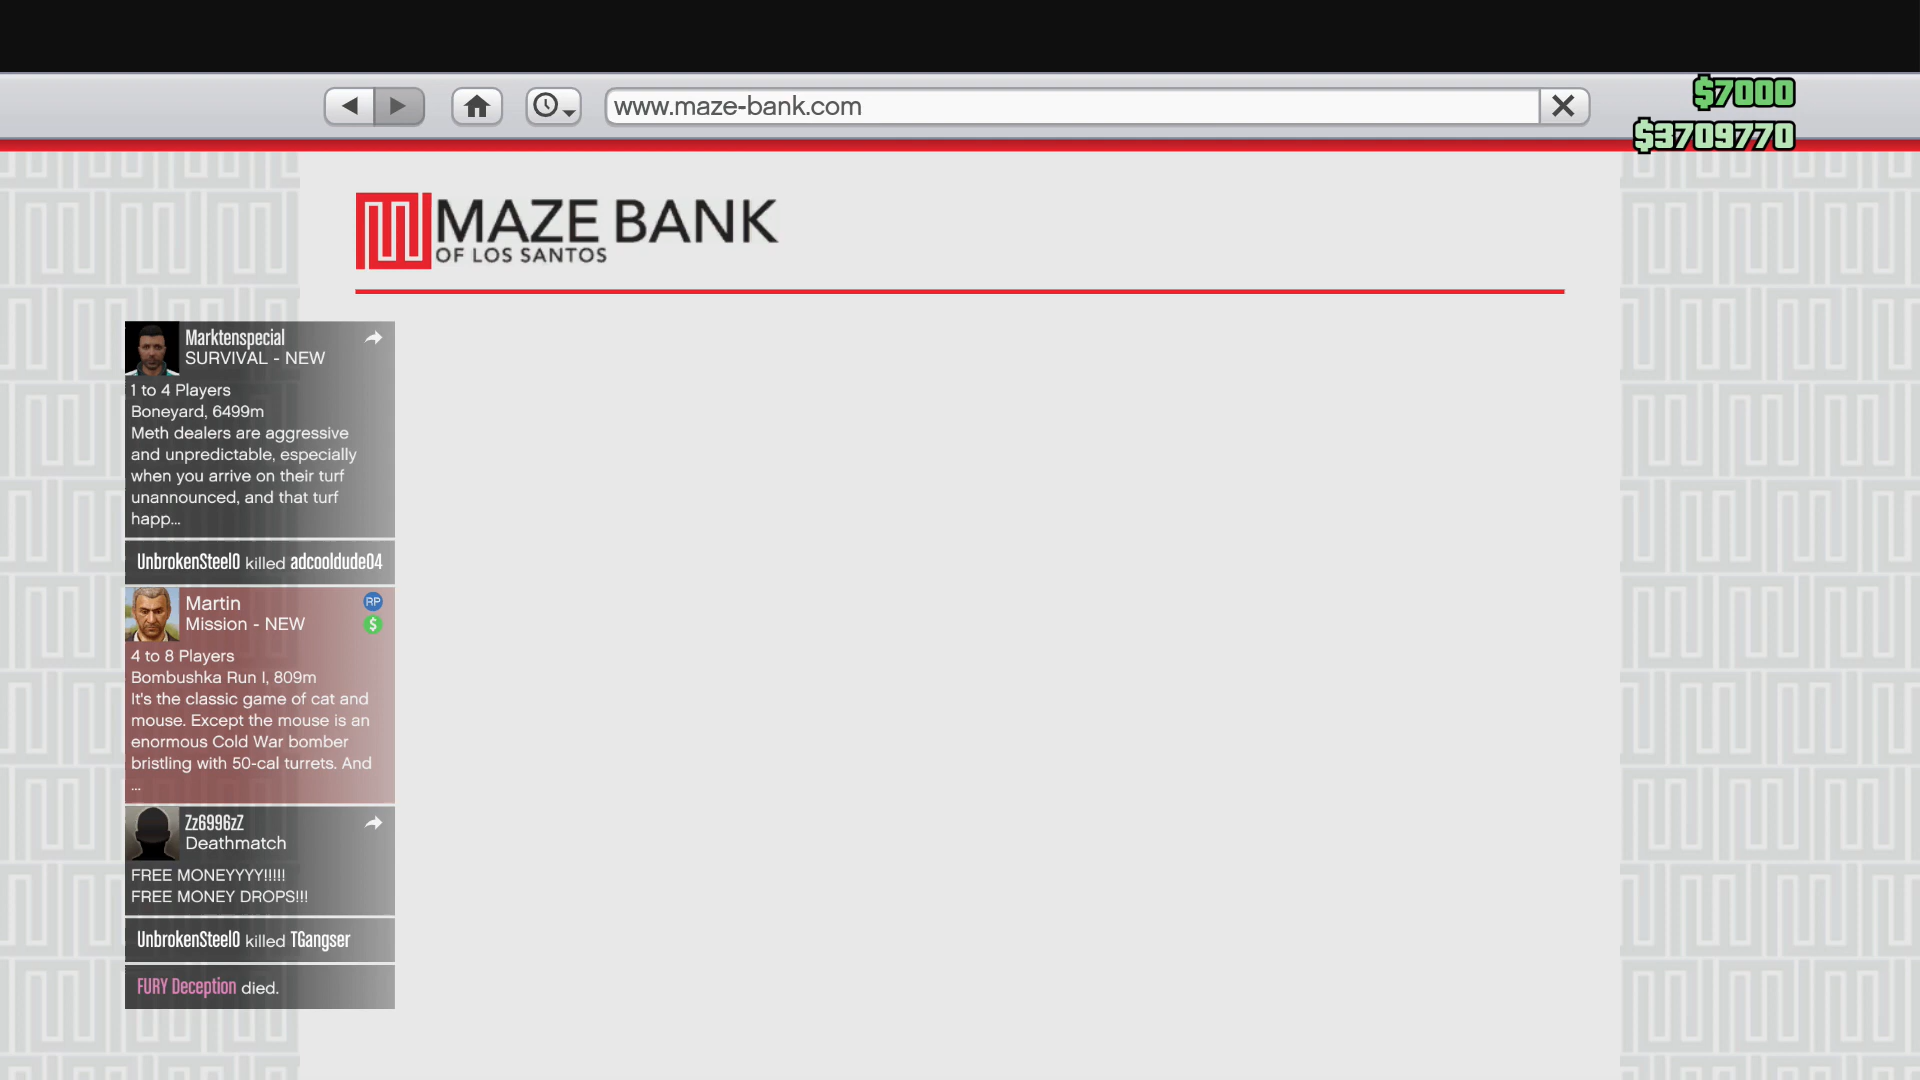 www.maze-bank.com
$7000
$3709770
MAZE BANK
OF LOS SANTOS
Marktenspecial
SURVIVAL - NEW
1 to 4 Players
Boneyard, 6499m
Meth dealers are aggressive
and unpredictable, especially
when you arrive on their turf
unannounced, and that turf
happ...
UnbrokenSteel0 killed adcooldude04
Martin
RP
Mission - NEW
$
4 to 8 Players
Bombushka Run I, 809m
It's the classic game of cat and
mouse. Except the mouse is an
enormous Cold War bomber
bristling with 50-cal turrets. And
...
Zz6996zZ
Deathmatch
FREE MONEYYYY!!!!!
FREE MONEY DROPS!!!
UnbrokenSteel0 killed TGangser
FURY Deception died.